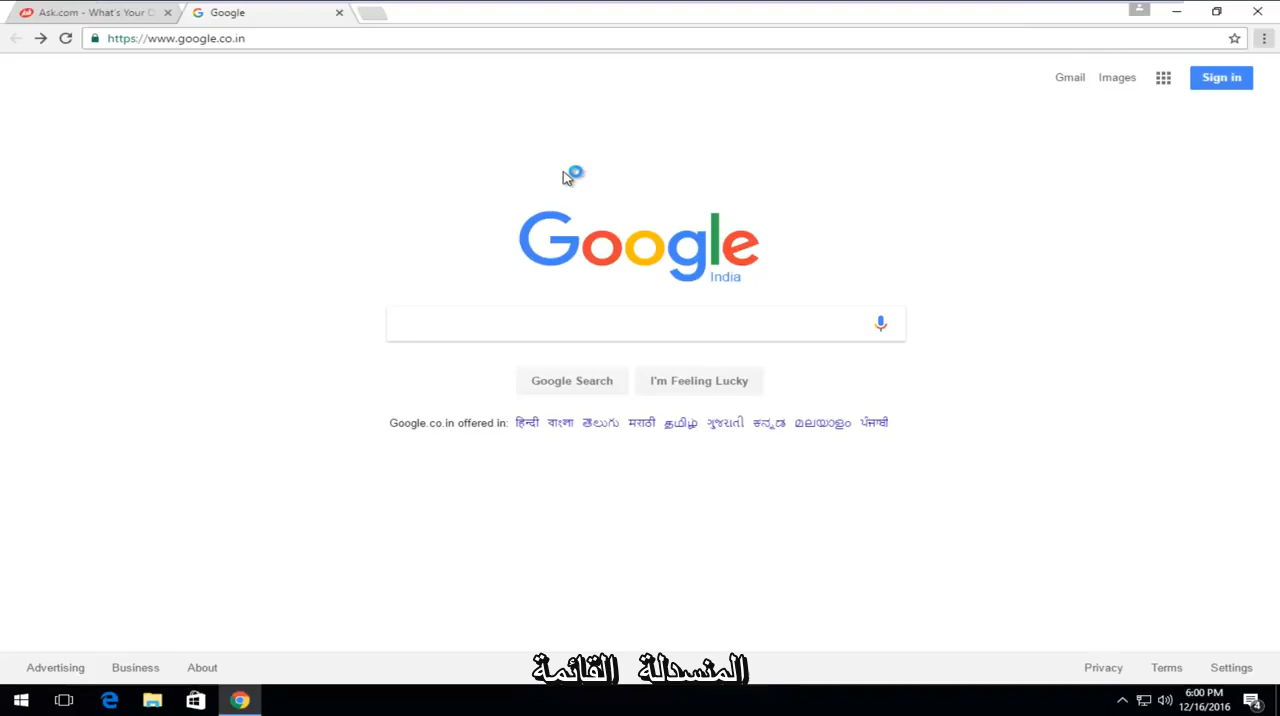 Ask.com - What's Your
Google
https://www.google.co.in
Gmail Images Sign in
Google
India
Google Search I'm Feeling Lucky
Google.co.in offered in: हिन्दी বাংলা తెలుగు मराठी தமிழ் ગુજરાતી ಕನ್ನಡ മലയാളം ਪੰਜਾਬੀ
Advertising Business About
Privacy Terms Settings
المنسدلة القائمة
6:00 PM
12/16/2016
4